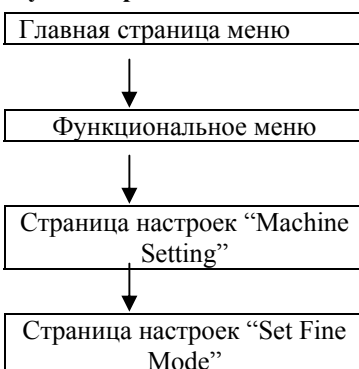 Главная страница меню
Функциональное меню
Страница настроек “Machine
Setting”
Страница настроек “Set Fine
Mode”